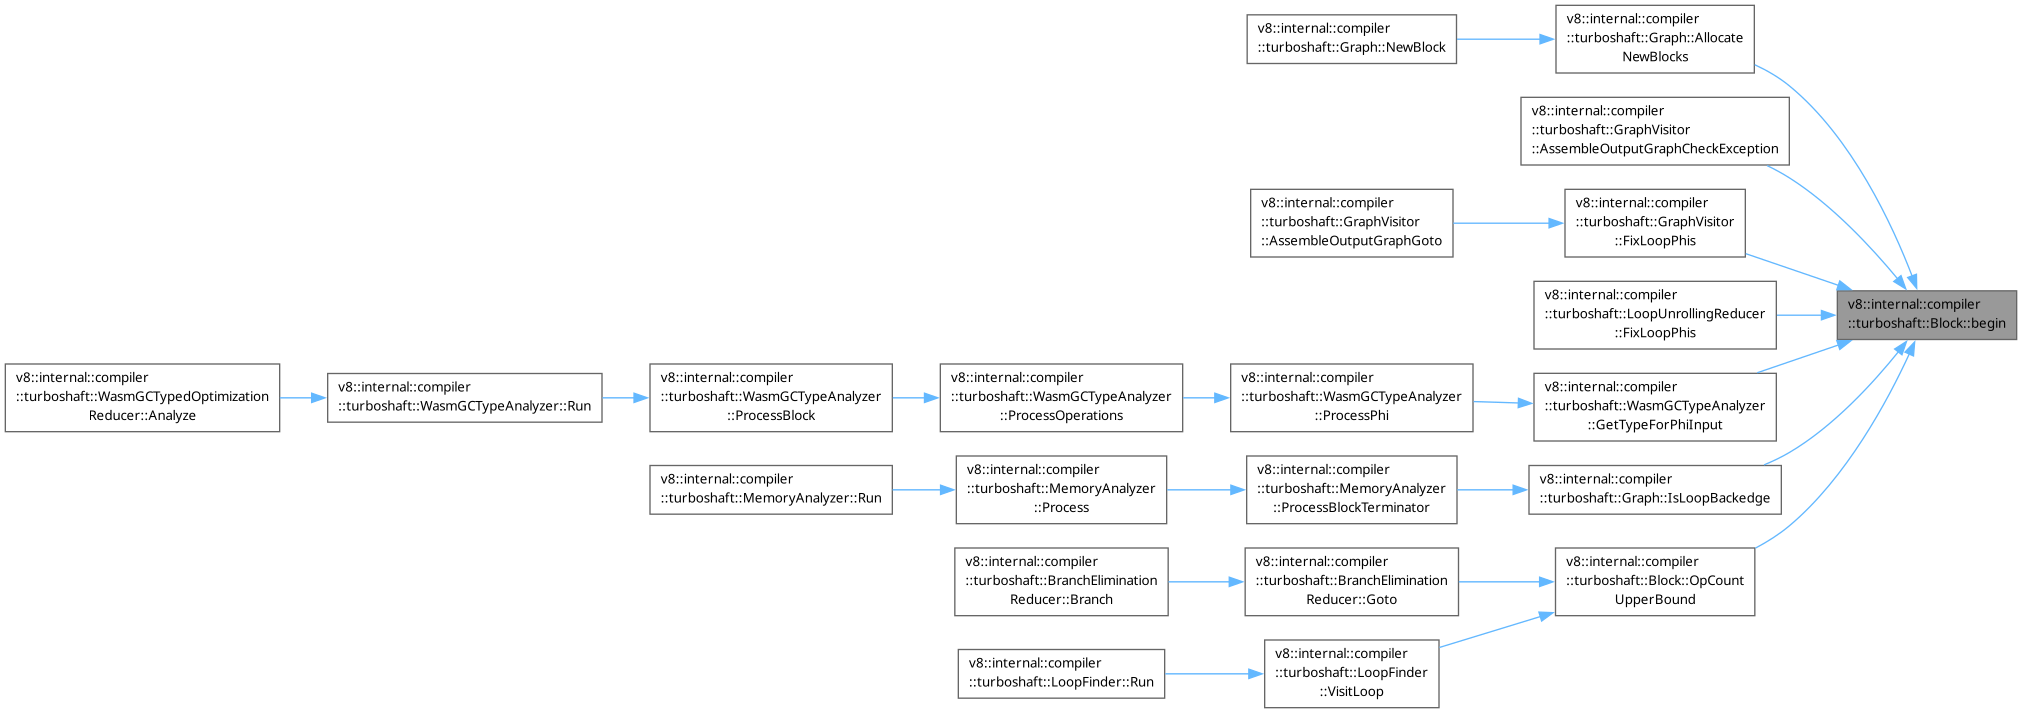 v8::internal::compiler
::turboshaft::Graph::NewBlock
v8::internal::compiler
::turboshaft::Graph::Allocate
NewBlocks
v8::internal::compiler
::turboshaft::GraphVisitor
::AssembleOutputGraphCheckException
v8::internal::compiler
::turboshaft::GraphVisitor
::AssembleOutputGraphGoto
v8::internal::compiler
::turboshaft::GraphVisitor
::FixLoopPhis
v8::internal::compiler
::turboshaft::LoopUnrollingReducer
::FixLoopPhis
v8::internal::compiler
::turboshaft::Block::begin
v8::internal::compiler
::turboshaft::WasmGCTypedOptimization
Reducer::Analyze
v8::internal::compiler
::turboshaft::WasmGCTypeAnalyzer::Run
v8::internal::compiler
::turboshaft::WasmGCTypeAnalyzer
::ProcessBlock
v8::internal::compiler
::turboshaft::WasmGCTypeAnalyzer
::ProcessOperations
v8::internal::compiler
::turboshaft::WasmGCTypeAnalyzer
::ProcessPhi
v8::internal::compiler
::turboshaft::WasmGCTypeAnalyzer
::GetTypeForPhiInput
v8::internal::compiler
::turboshaft::MemoryAnalyzer::Run
v8::internal::compiler
::turboshaft::MemoryAnalyzer
::Process
v8::internal::compiler
::turboshaft::MemoryAnalyzer
::ProcessBlockTerminator
v8::internal::compiler
::turboshaft::Graph::IsLoopBackedge
v8::internal::compiler
::turboshaft::BranchElimination
Reducer::Branch
v8::internal::compiler
::turboshaft::BranchElimination
Reducer::Goto
v8::internal::compiler
::turboshaft::Block::OpCount
UpperBound
v8::internal::compiler
::turboshaft::LoopFinder::Run
v8::internal::compiler
::turboshaft::LoopFinder
::VisitLoop